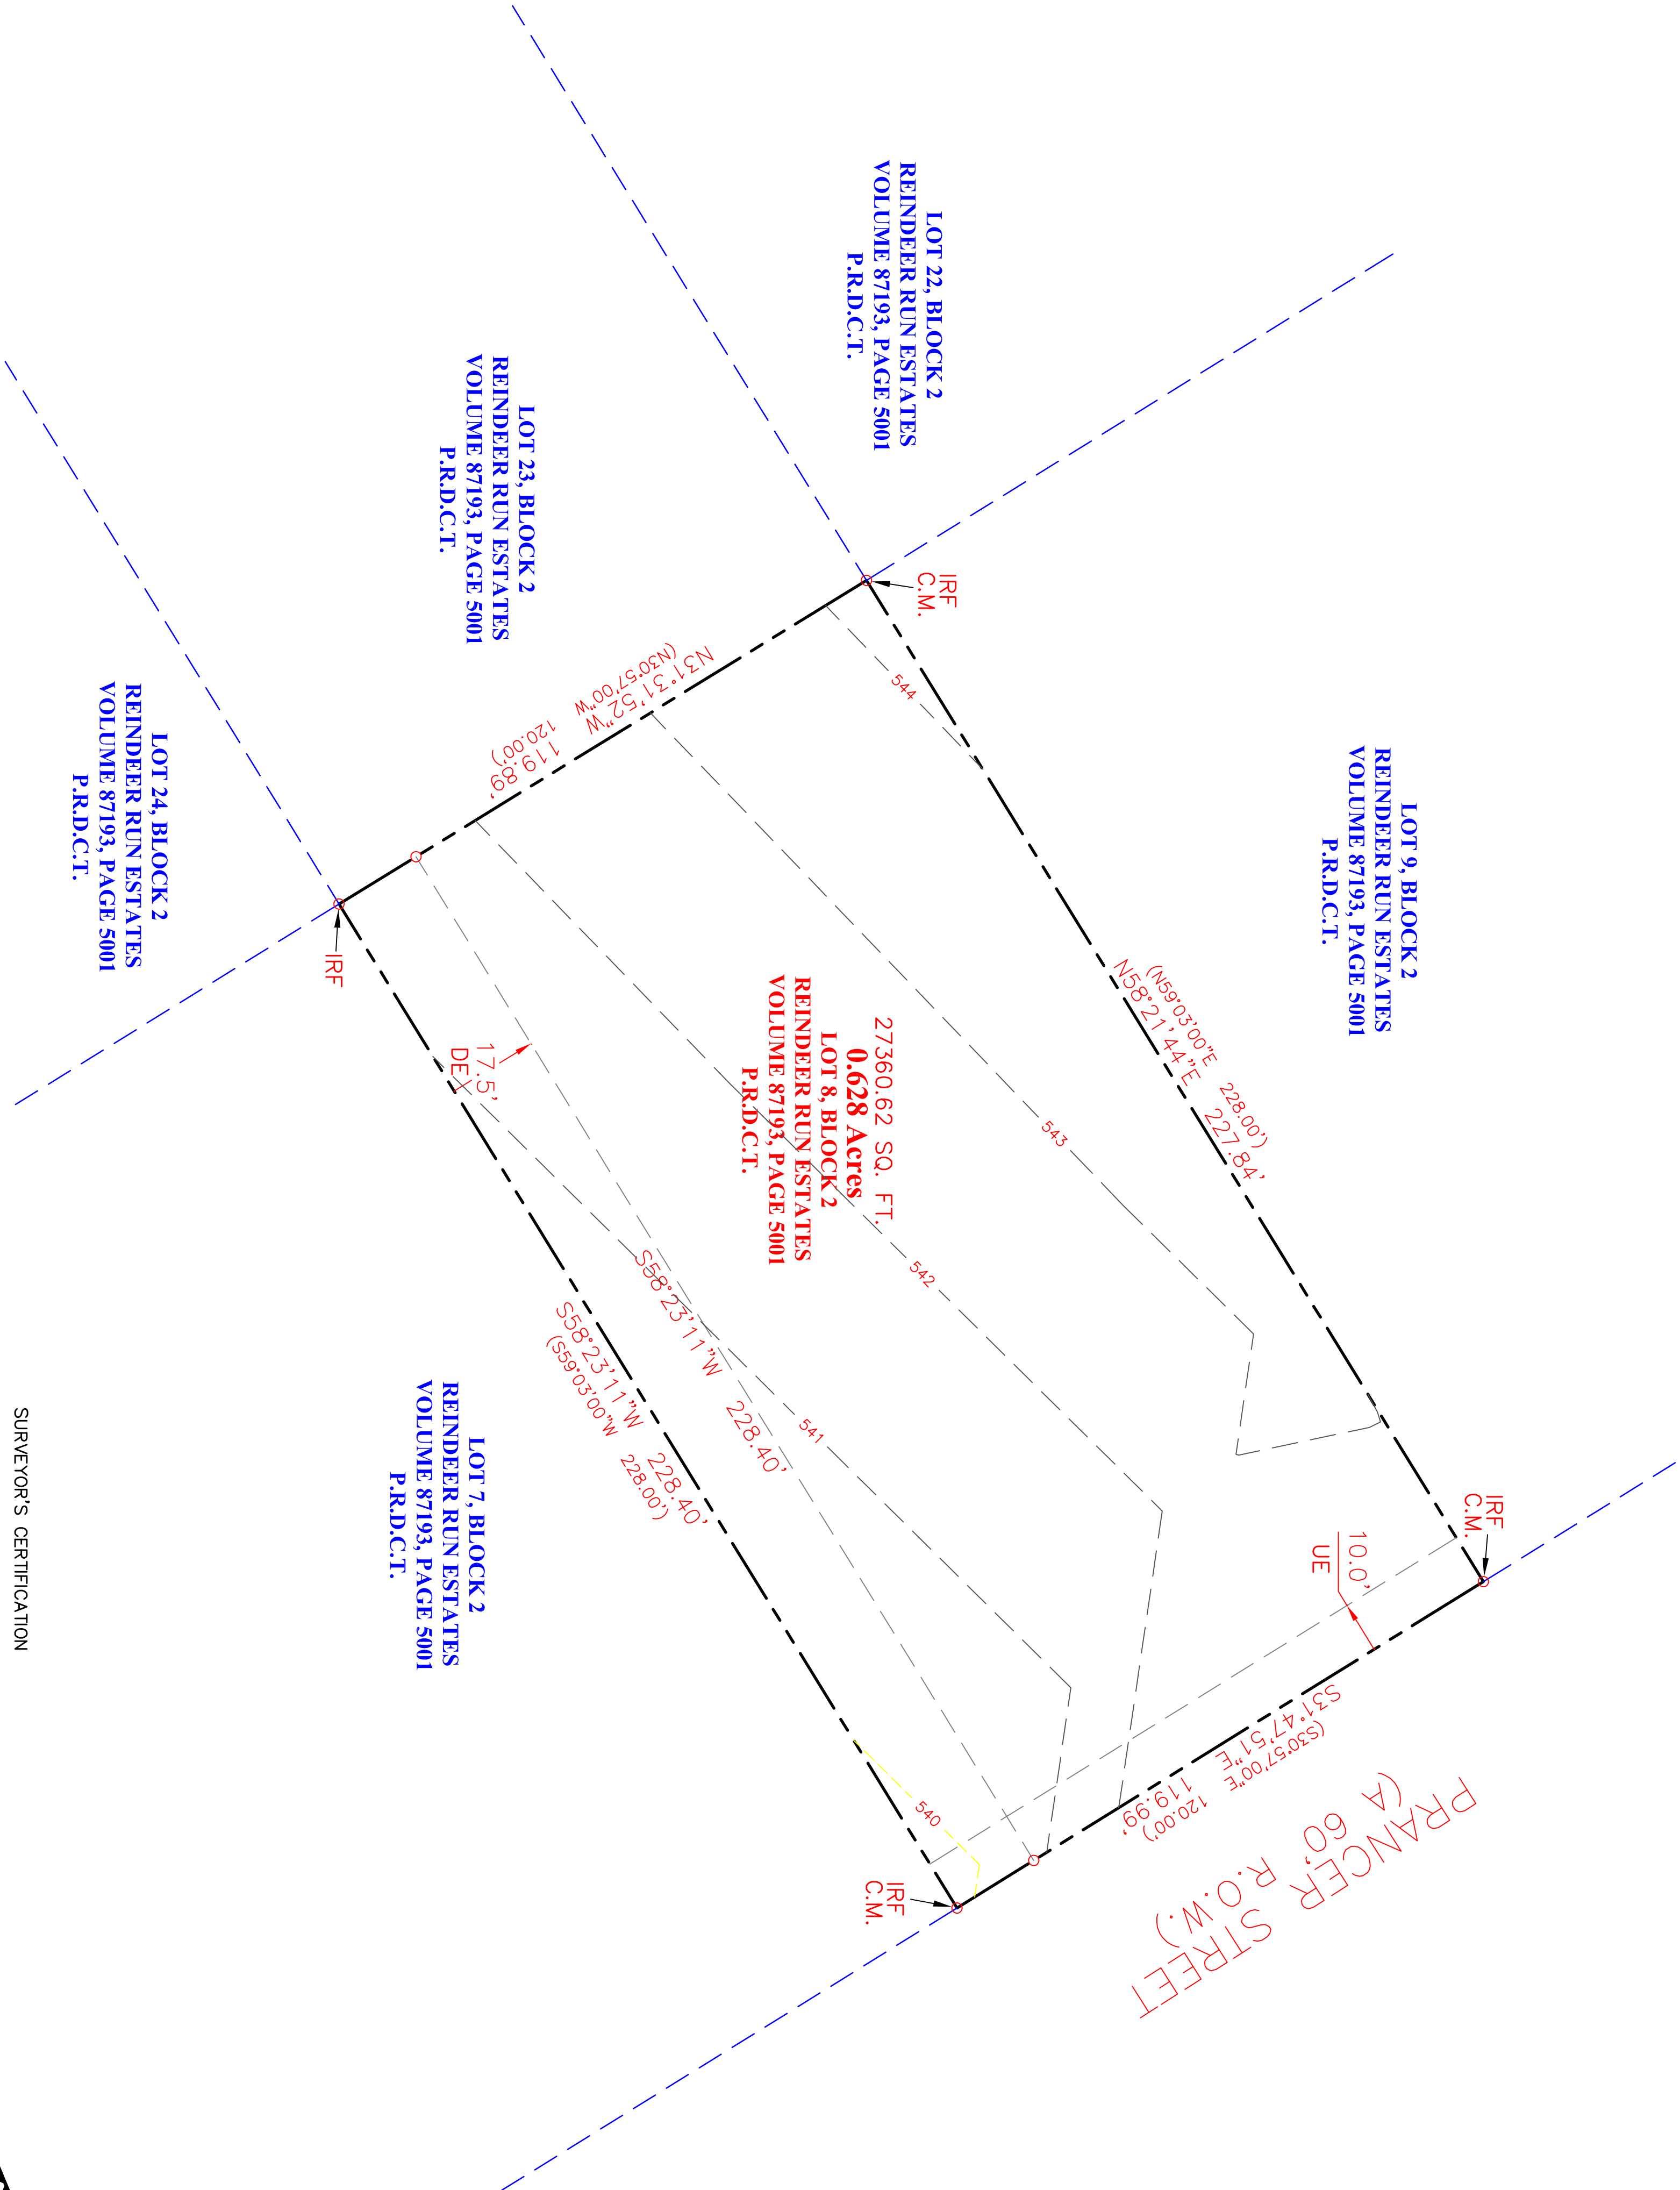 LOT 22, BLOCK 2
REINDEER RUN ESTATES
VOLUME 87193, PAGE 5001
P.R.D.C.T.
LOT 9, BLOCK 2
REINDEER RUN ESTATES
VOLUME 87193, PAGE 5001
P.R.D.C.T.
LOT 23, BLOCK 2
REINDEER RUN ESTATES
VOLUME 87193, PAGE 5001
P.R.D.C.T.
LOT 24, BLOCK 2
REINDEER RUN ESTATES
VOLUME 87193, PAGE 5001
P.R.D.C.T.
LOT 7, BLOCK 2
REINDEER RUN ESTATES
VOLUME 87193, PAGE 5001
P.R.D.C.T.
27360.62 SQ. FT.
0.628 Acres
LOT 8, BLOCK 2
REINDEER RUN ESTATES
VOLUME 87193, PAGE 5001
P.R.D.C.T.
IRF
C.M.
IRF
C.M.
IRF
C.M.
IRF
(N59°03'00"E 228.00')
N58°21'44"E 227.84'
N31°31'52"W 119.89'
(N30°57'00"W 120.00')
S58°23'11"W 228.40'
S58°23'11"W 228.40'
(S59°03'00"W 228.00')
(S30°57'00"E 120.00')
S31°47'51"E 119.99'
17.5'
DE
10.0'
UE
544
543
542
541
540
PRANCER STREET
(A 60' R.O.W.)
SURVEYOR'S CERTIFICATION